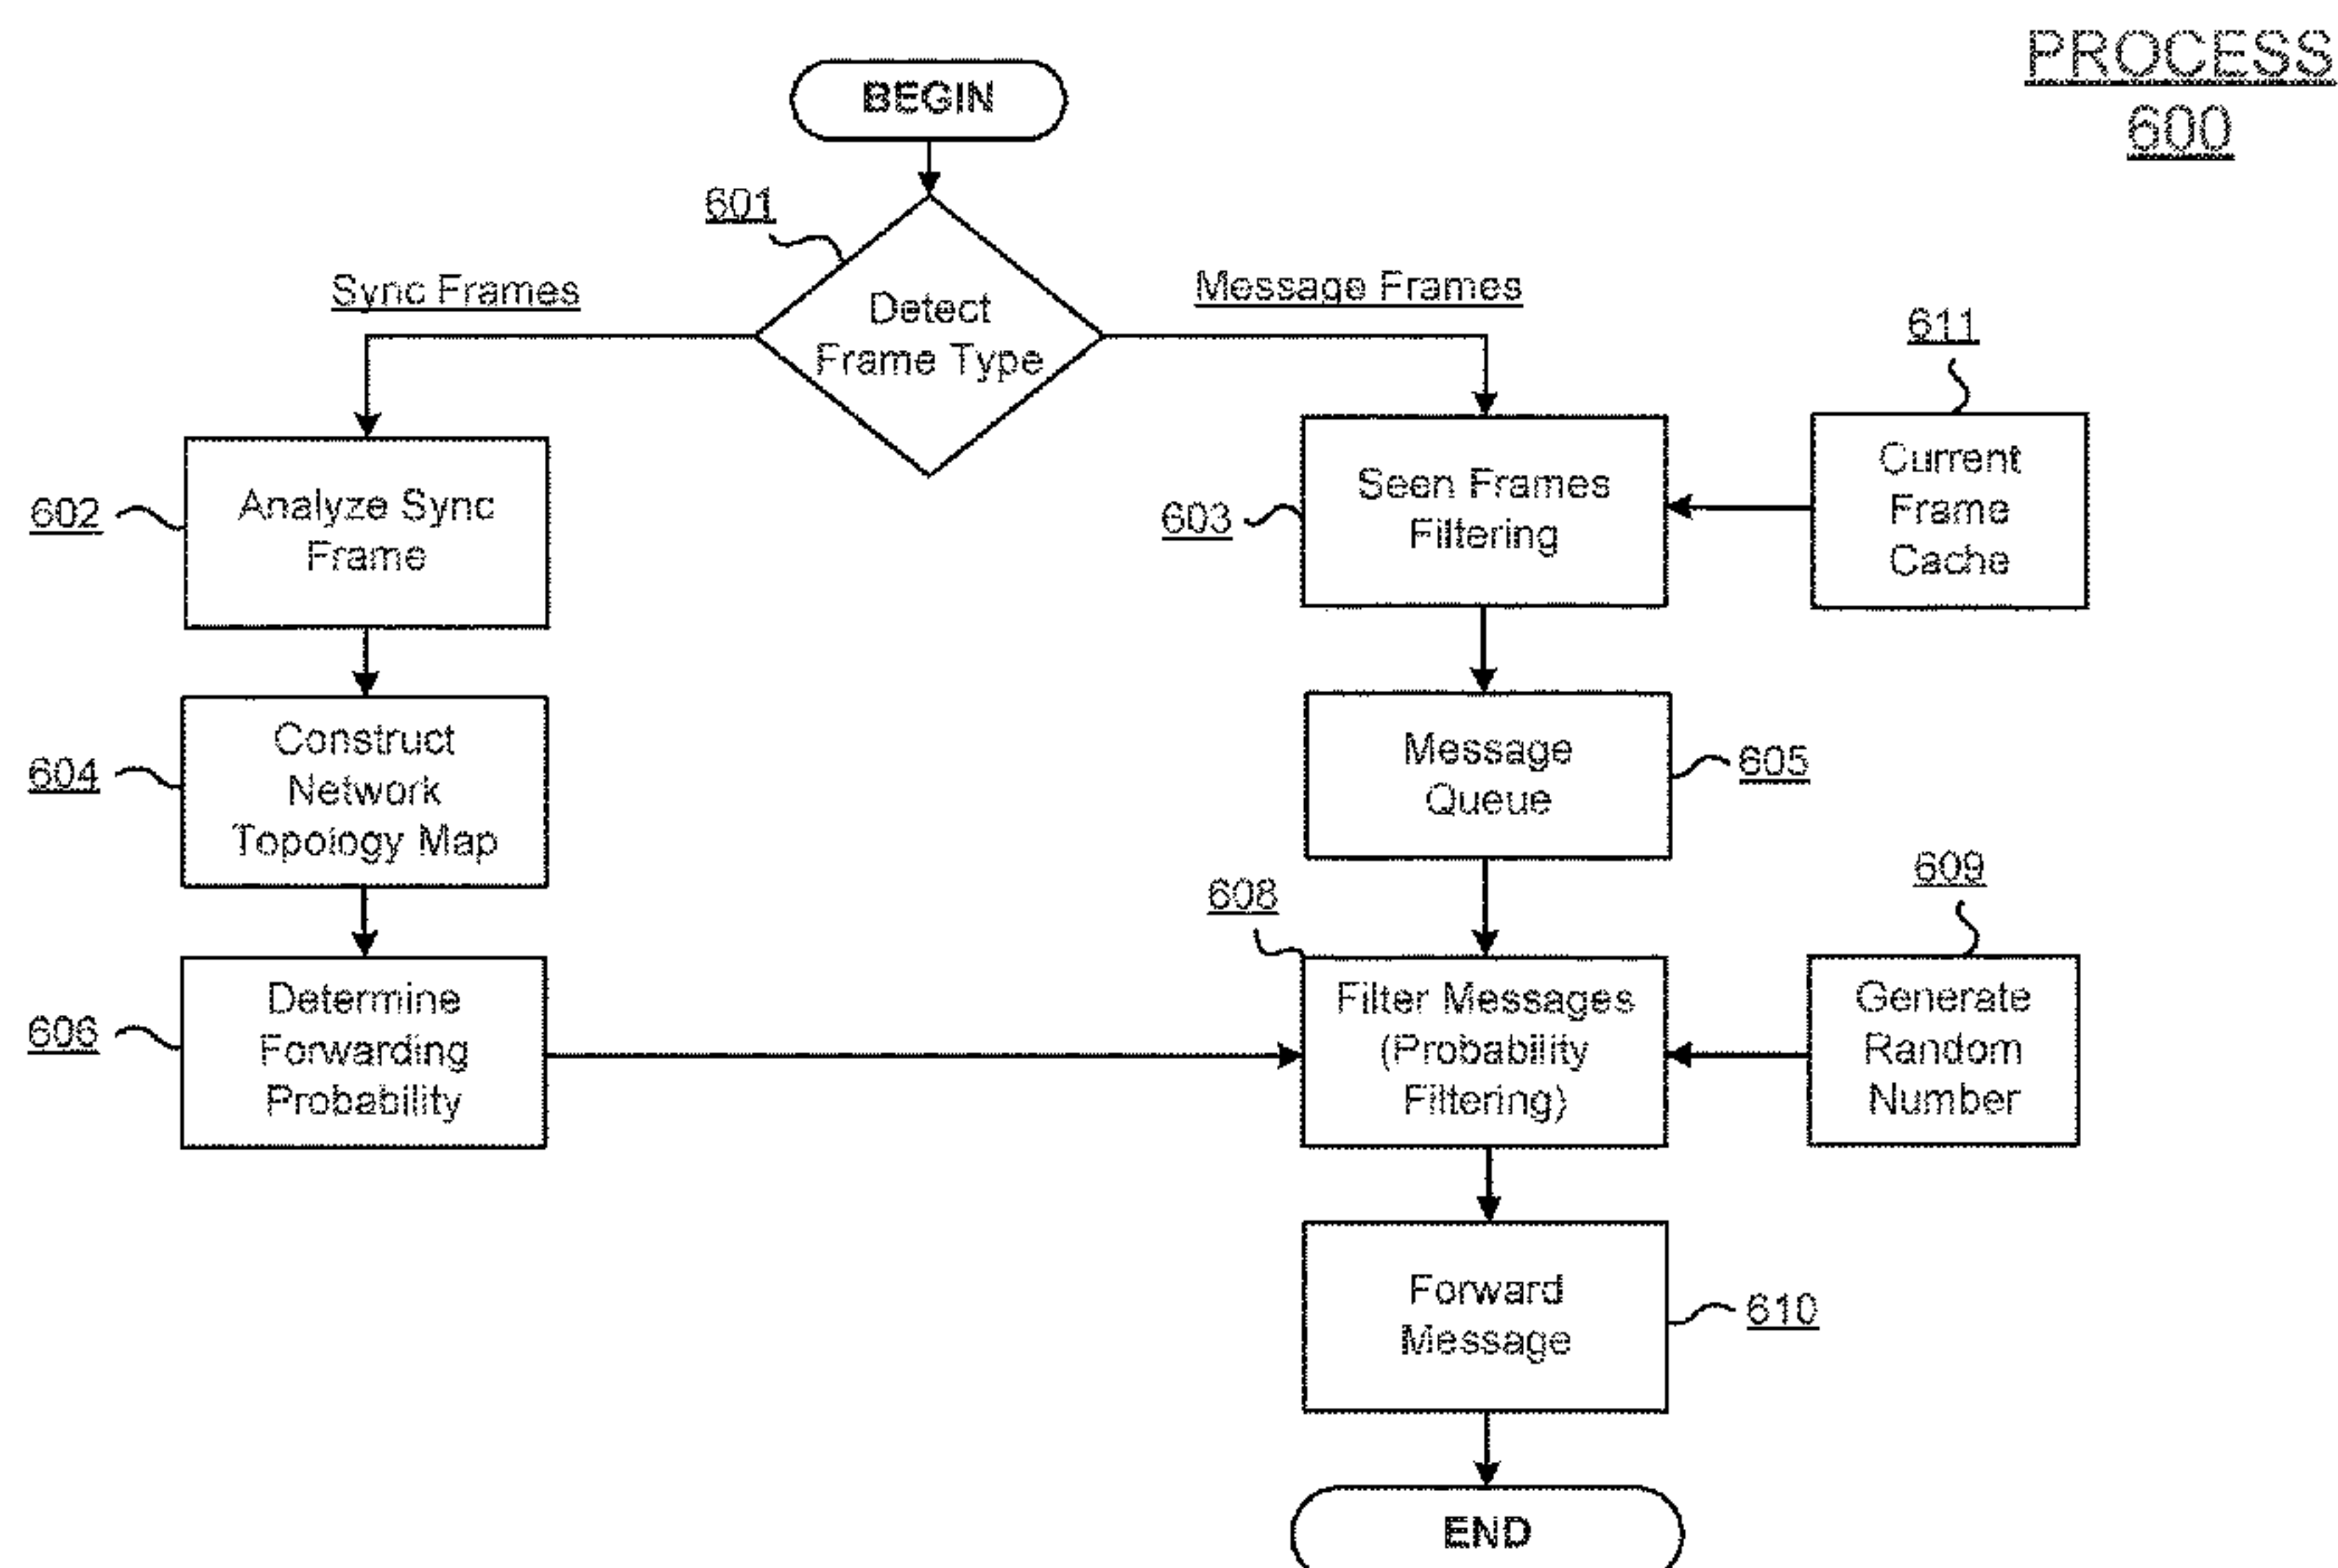 PROCESS
600
BEGIN
601
Detect
Frame Type
Sync Frames
Message Frames
602
Analyze Sync
Frame
603
Seen Frames
Filtering
611
Current
Frame
Cache
604
Construct
Network
Topology Map
Message
Queue
605
606
Determine
Forwarding
Probability
608
Filter Messages
(Probability
Filtering)
609
Generate
Random
Number
Forward
Message
610
END